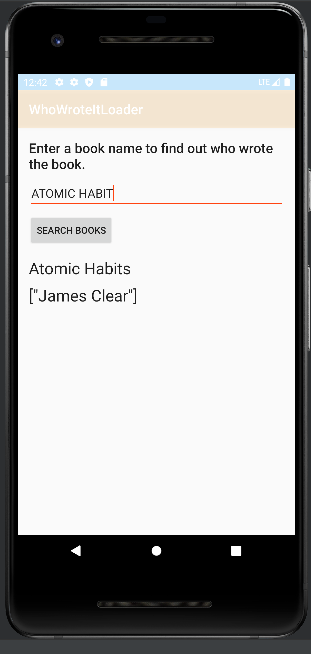 12:42
LTE
WhoWroteItLoader
Enter a book name to find out who wrote
the book.
ATOMIC HABIT
SEARCH BOOKS
Atomic Habits
["James Clear"]